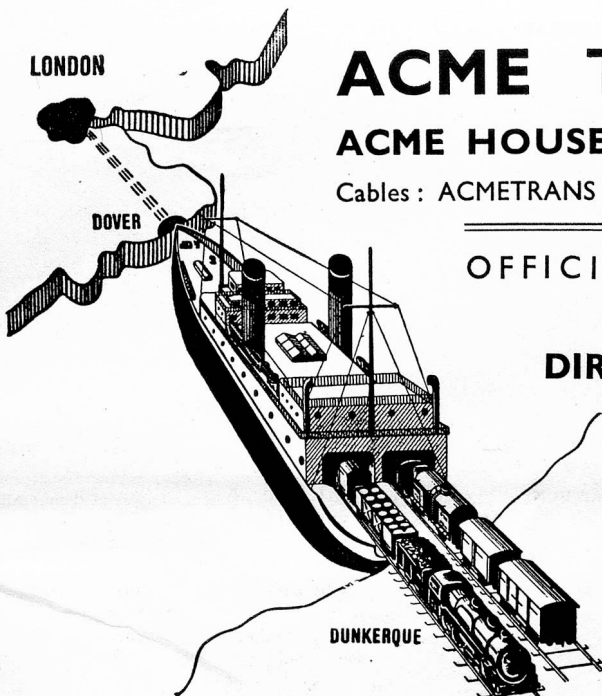 LONDON
ACME
ACME HOUSE
Cables : ACMETRANS
DOVER
OFFICI
DIR
DUNKERQUE